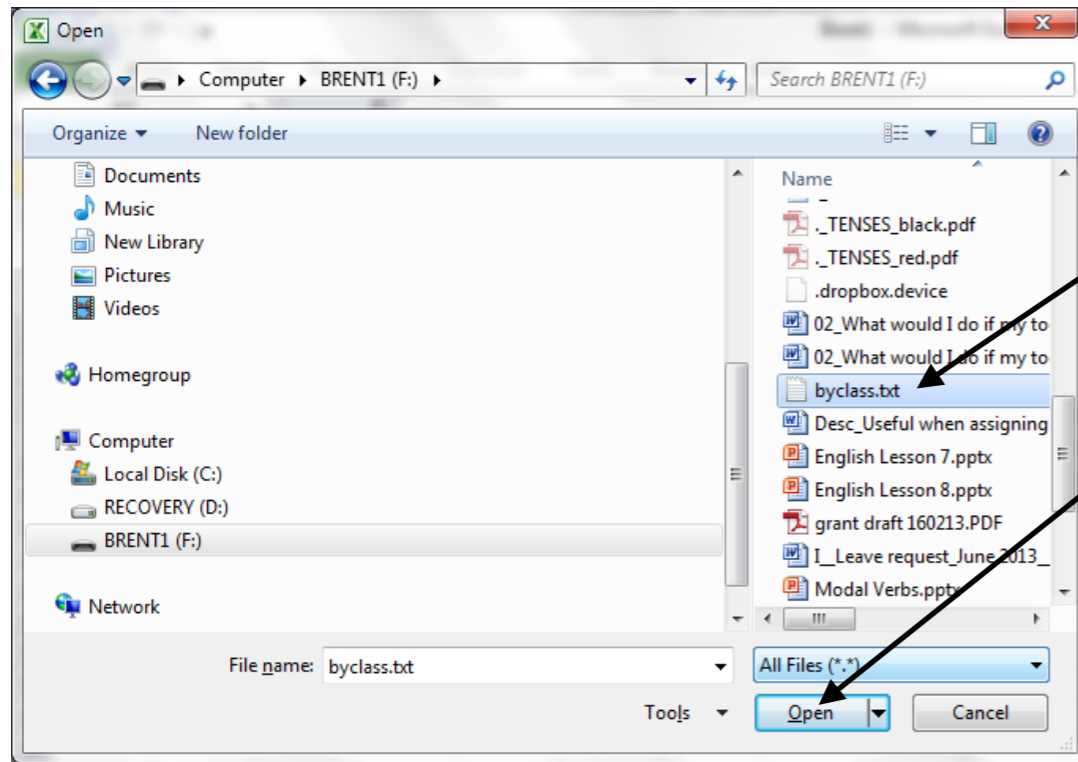 Open
Computer ▸ BRENT1 (F:) ▸
Search BRENT1 (F:)
Organize
New folder
Documents
Music
New Library
Pictures
Videos
Homegroup
Computer
Local Disk (C:)
RECOVERY (D:)
BRENT1 (F:)
Network
Name
._TENSES_black.pdf
._TENSES_red.pdf
.dropbox.device
02_What would I do if my to
02_What would I do if my to
byclass.txt
Desc_Useful when assigning
English Lesson 7.pptx
English Lesson 8.pptx
grant draft 160213.PDF
I__Leave request_June 2013_
Modal Verbs.pptx
File name: byclass.txt
All Files (*.*)
Tools
Open
Cancel